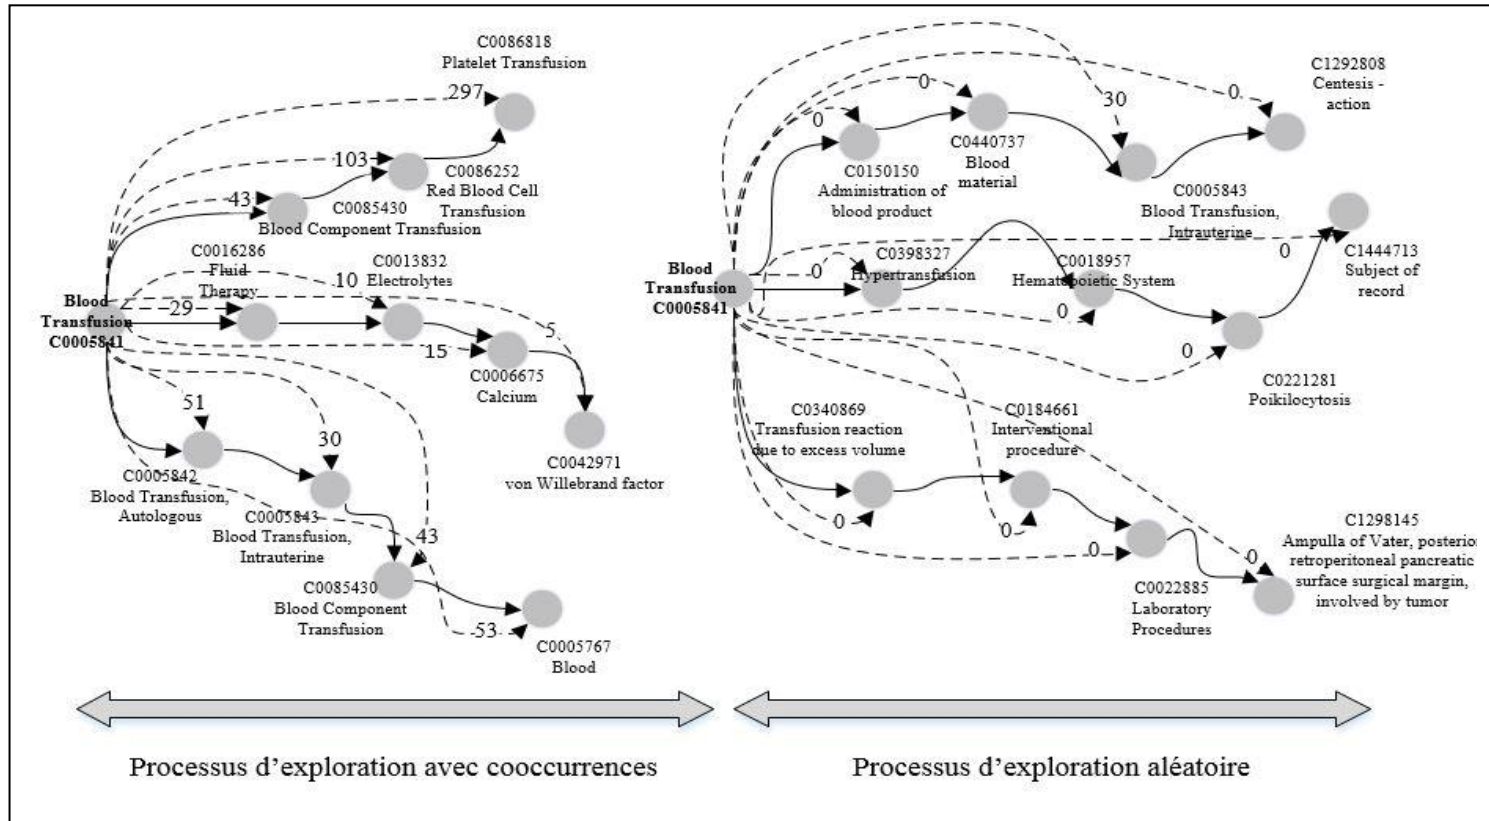 C0086818
Platelet Transfusion
297
103
C0086252
Red Blood Cell
Transfusion
43
C0085430
Blood Component Transfusion
C0016286
Fluid
Therapy
C0013832
Electrolytes
10
29
Blood
Transfusion
C0005841
5
15
C0006675
Calcium
51
30
C0042971
von Willebrand factor
C0005842
Blood Transfusion,
Autologous
C0005843
Blood Transfusion,
Intrauterine
43
C0085430
Blood Component
Transfusion
53
C0005767
Blood
Processus d’exploration avec cooccurrences
C1292808
Centesis -
action
0
30
0
0
C0440737
Blood
material
C0150150
Administration of
blood product
C0005843
Blood Transfusion,
Intrauterine
0
C1444713
Subject of
record
Blood
Transfusion
C0005841
0
C0398327
Hypertransfusion
C0018957
Hematopoietic System
0
0
C0221281
Poikilocytosis
C0340869
Transfusion reaction
due to excess volume
C0184661
Interventional
procedure
0
0
0
0
C0022885
Laboratory
Procedures
C1298145
Ampulla of Vater, posterior
retroperitoneal pancreatic
surface surgical margin,
involved by tumor
Processus d’exploration aléatoire